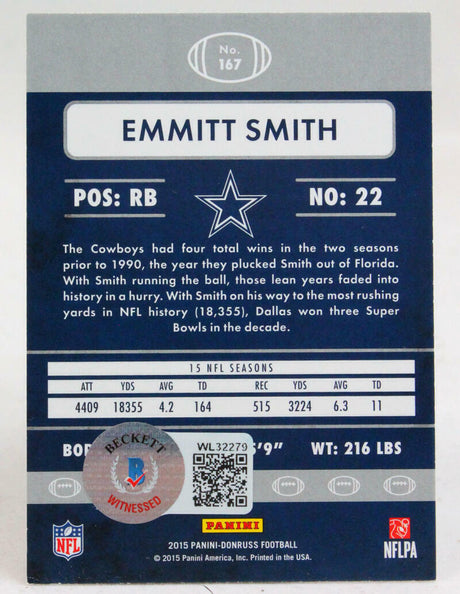 No.
167
EMMITT SMITH
POS: RB
NO: 22
The Cowboys had four total wins in the two seasons
prior to 1990, the year they plucked Smith out of Florida.
With Smith running the ball, those lean years faded into
history in a hurry. With Smith on his way to the most rushing
yards in NFL history (18,355), Dallas won three Super
Bowls in the decade.
15 NFL SEASONS
ATT YDS AVG TD REC YDS AVG TD
4409 18355 4.2 164 515 3224 6.3 11
'9” WT: 216 LBS
BECKETT
B
WITNESSED
WL32279
PANINI
NFL
2015 PANINI-DONRUSS FOOTBALL
© 2015 Panini America, Inc. Printed in the USA.
NFLPA